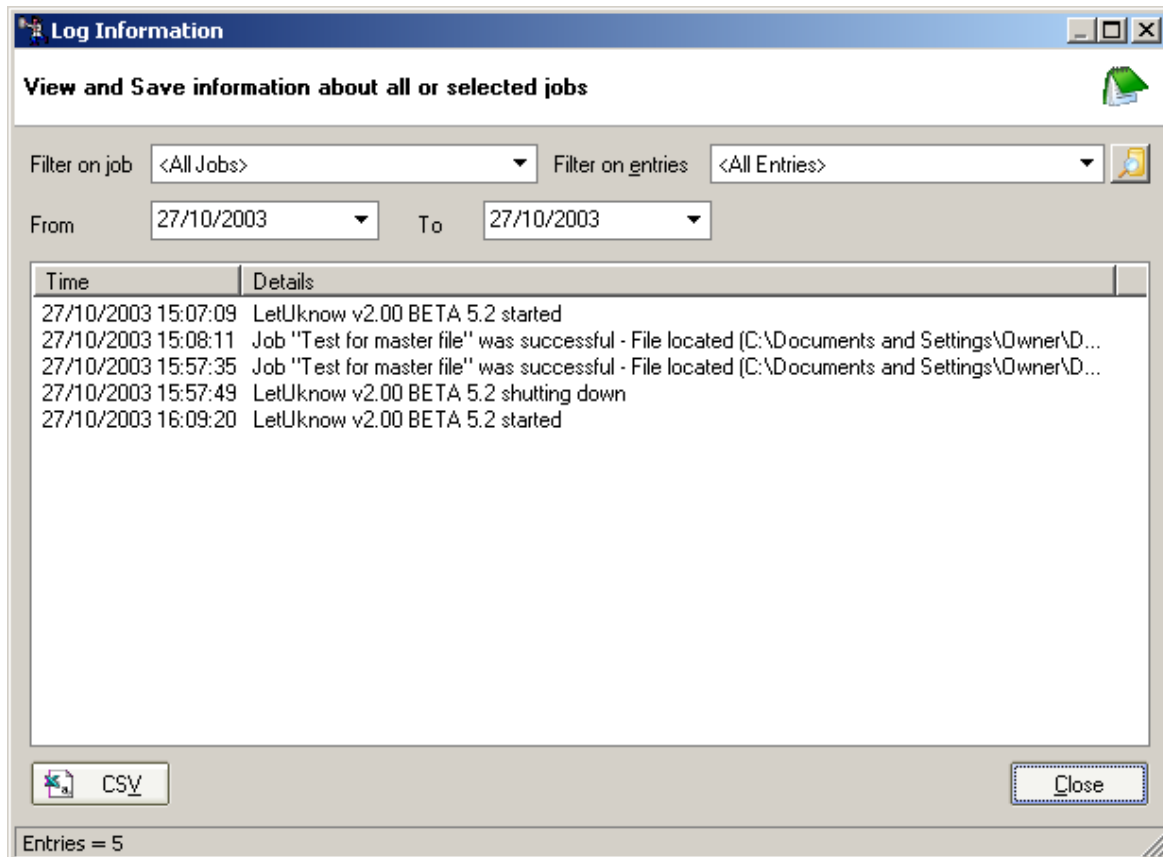 Log Information
View and Save information about all or selected jobs
Filter on job <All Jobs> Filter on entries <All Entries>
From 27/10/2003 To 27/10/2003
Time Details
27/10/2003 15:07:09 LetUknow v2.00 BETA 5.2 started
27/10/2003 15:08:11 Job "Test for master file" was successful - File located (C:\Documents and Settings\Owner\D...
27/10/2003 15:57:35 Job "Test for master file" was successful - File located (C:\Documents and Settings\Owner\D...
27/10/2003 15:57:49 LetUknow v2.00 BETA 5.2 shutting down
27/10/2003 16:09:20 LetUknow v2.00 BETA 5.2 started
CSV Close
Entries = 5